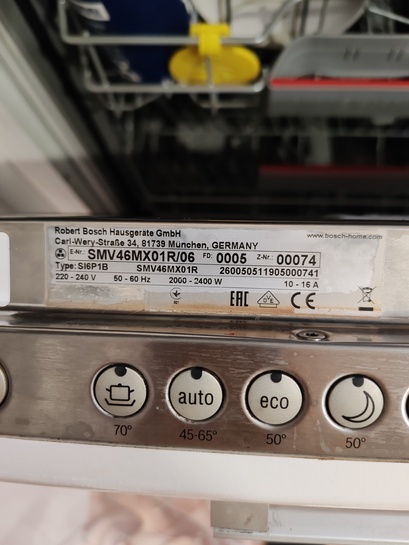 Robert Bosch Hausgeräte GmbH
www.bosch-home.com
Carl-Wery-Straße 34, 81739 München, GERMANY
E-Nr. SMV46MX01R/06 FD: 0005 Z-Nr. 00074
Type: SI6P1B SMV46MX01R 260050511905000741
220 - 240 V 50 - 60 Hz 2000 - 2400 W 10 - 16 A
EAC CE
auto eco
70° 45-65° 50° 50°